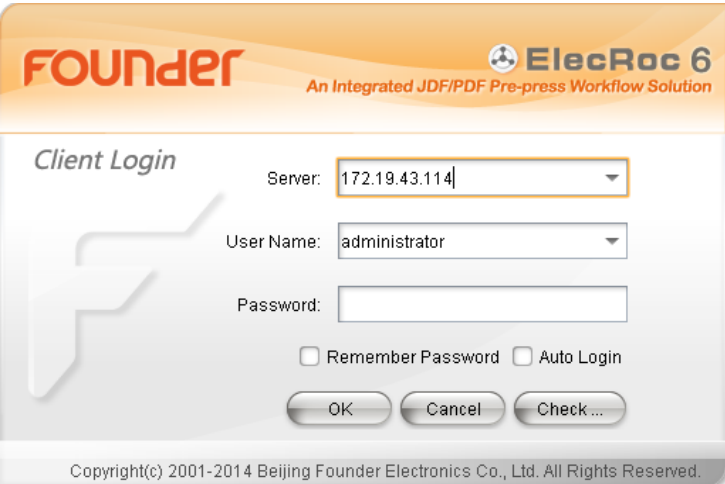 FOUNDER
ElecRoc 6
An Integrated JDF/PDF Pre-press Workflow Solution
Client Login
Server: 172.19.43.114
User Name: administrator
Password:
Remember Password Auto Login
OK Cancel Check ...
Copyright(c) 2001-2014 Beijing Founder Electronics Co., Ltd. All Rights Reserved.